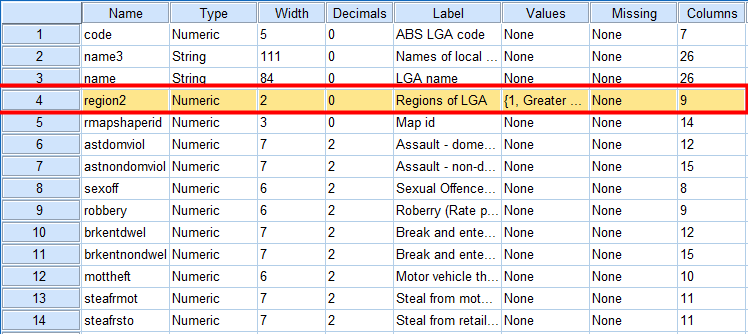 Name Type Width Decimals Label Values Missing Columns
1 code Numeric 5 0 ABS LGA code None None 7
2 name3 String 111 0 Names of local ... None None 26
3 name String 84 0 LGA name None None 26
4 region2 Numeric 2 0 Regions of LGA {1, Greater ... None 9
5 rmapshaperid Numeric 3 0 Map id None None 14
6 astdomviol Numeric 7 2 Assault - dome... None None 12
7 astnondomviol Numeric 7 2 Assault - non-d... None None 15
8 sexoff Numeric 6 2 Sexual Offence... None None 8
9 robbery Numeric 6 2 Roberry (Rate p... None None 9
10 brkentdwel Numeric 7 2 Break and ente... None None 12
11 brkentnondwel Numeric 7 2 Break and ente... None None 15
12 mottheft Numeric 6 2 Motor vehicle th... None None 10
13 steafrmot Numeric 7 2 Steal from mot... None None 11
14 steafrsto Numeric 7 2 Steal from retail... None None 11